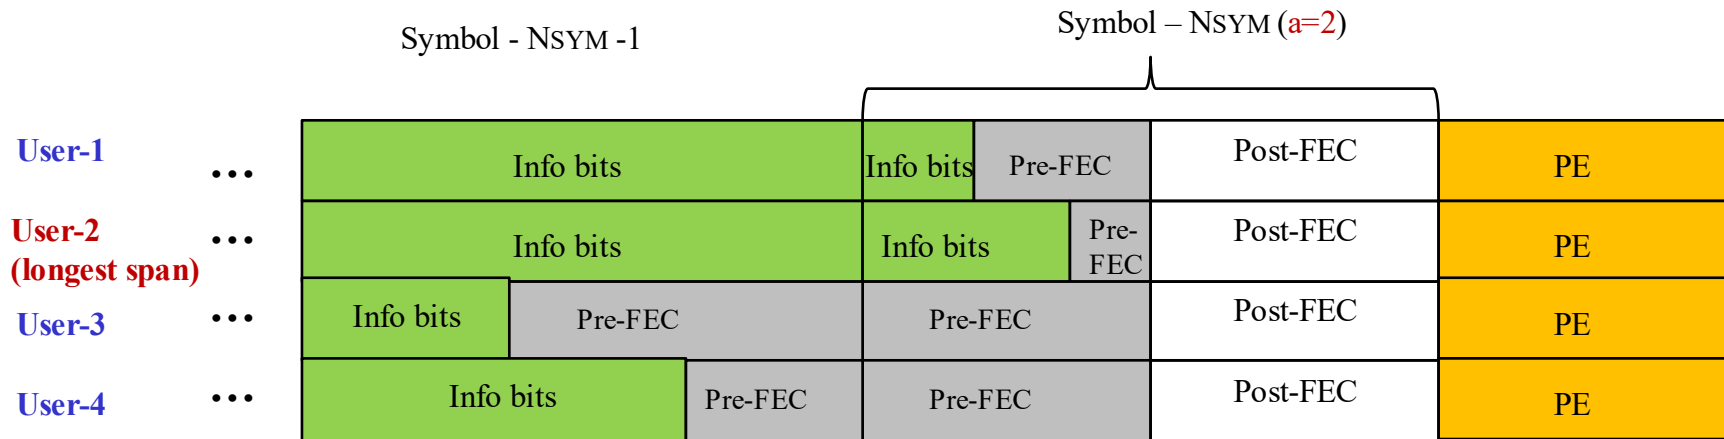 Symbol - NSYM -1
Symbol – NSYM (a=2)
User-1 ... Info bits Info bits Pre-FEC Post-FEC PE
User-2 ... Info bits Info bits Pre-
FEC Post-FEC PE
(longest span)
User-3 ... Info bits Pre-FEC Pre-FEC Post-FEC PE
User-4 ... Info bits Pre-FEC Pre-FEC Post-FEC PE